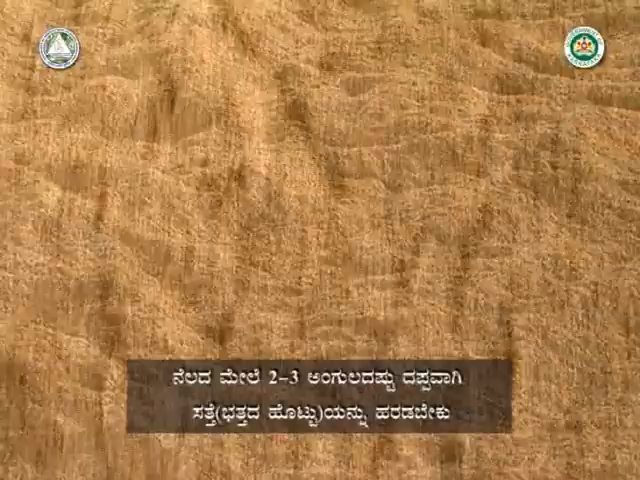 ನೆಲದ ಮೇಲೆ 2-3 ಅಂಗುಲದಷ್ಟು ದಪ್ಪವಾಗಿ
ಸತ್ತೆ(ಭತ್ತದ ಹೊಟ್ಟು)ಯನ್ನು ಹರಡಬೇಕು